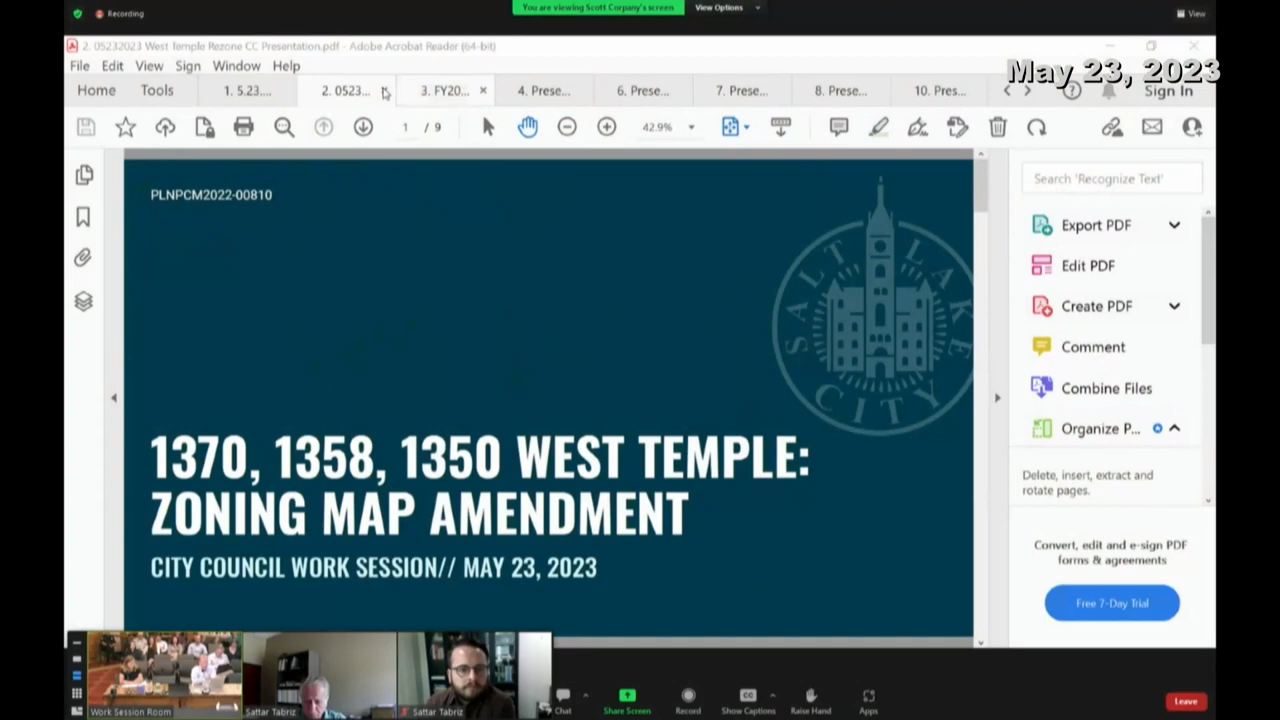 Recording
You are viewing Scott Corpany's screen
View Options
View
2. 05232023 West Temple Rezone CC Presentation.pdf - Adobe Acrobat Reader (64-bit)
File Edit View Sign Window Help
May 23, 2023
Home Tools 1. 5.23.... 2. 0523... 3. FY20... 4. Prese... 6. Prese... 7. Prese... 8. Prese... 10. Pres... Sign In
1 / 9 42.9%
PLNPCM2022-00810
SALT LAKE CITY
1370, 1358, 1350 WEST TEMPLE:
ZONING MAP AMENDMENT
CITY COUNCIL WORK SESSION// MAY 23, 2023
Search 'Recognize Text'
Export PDF
Edit PDF
Create PDF
Comment
Combine Files
Organize P...
Delete, insert, extract and
rotate pages.
Convert, edit and e-sign PDF
forms & agreements
Free 7-Day Trial
Work Session Room
Sattar Tabriz
Sattar Tabriz
Chat
Share Screen
Record
CC
Show Captions
Raise Hand
Apps
Leave